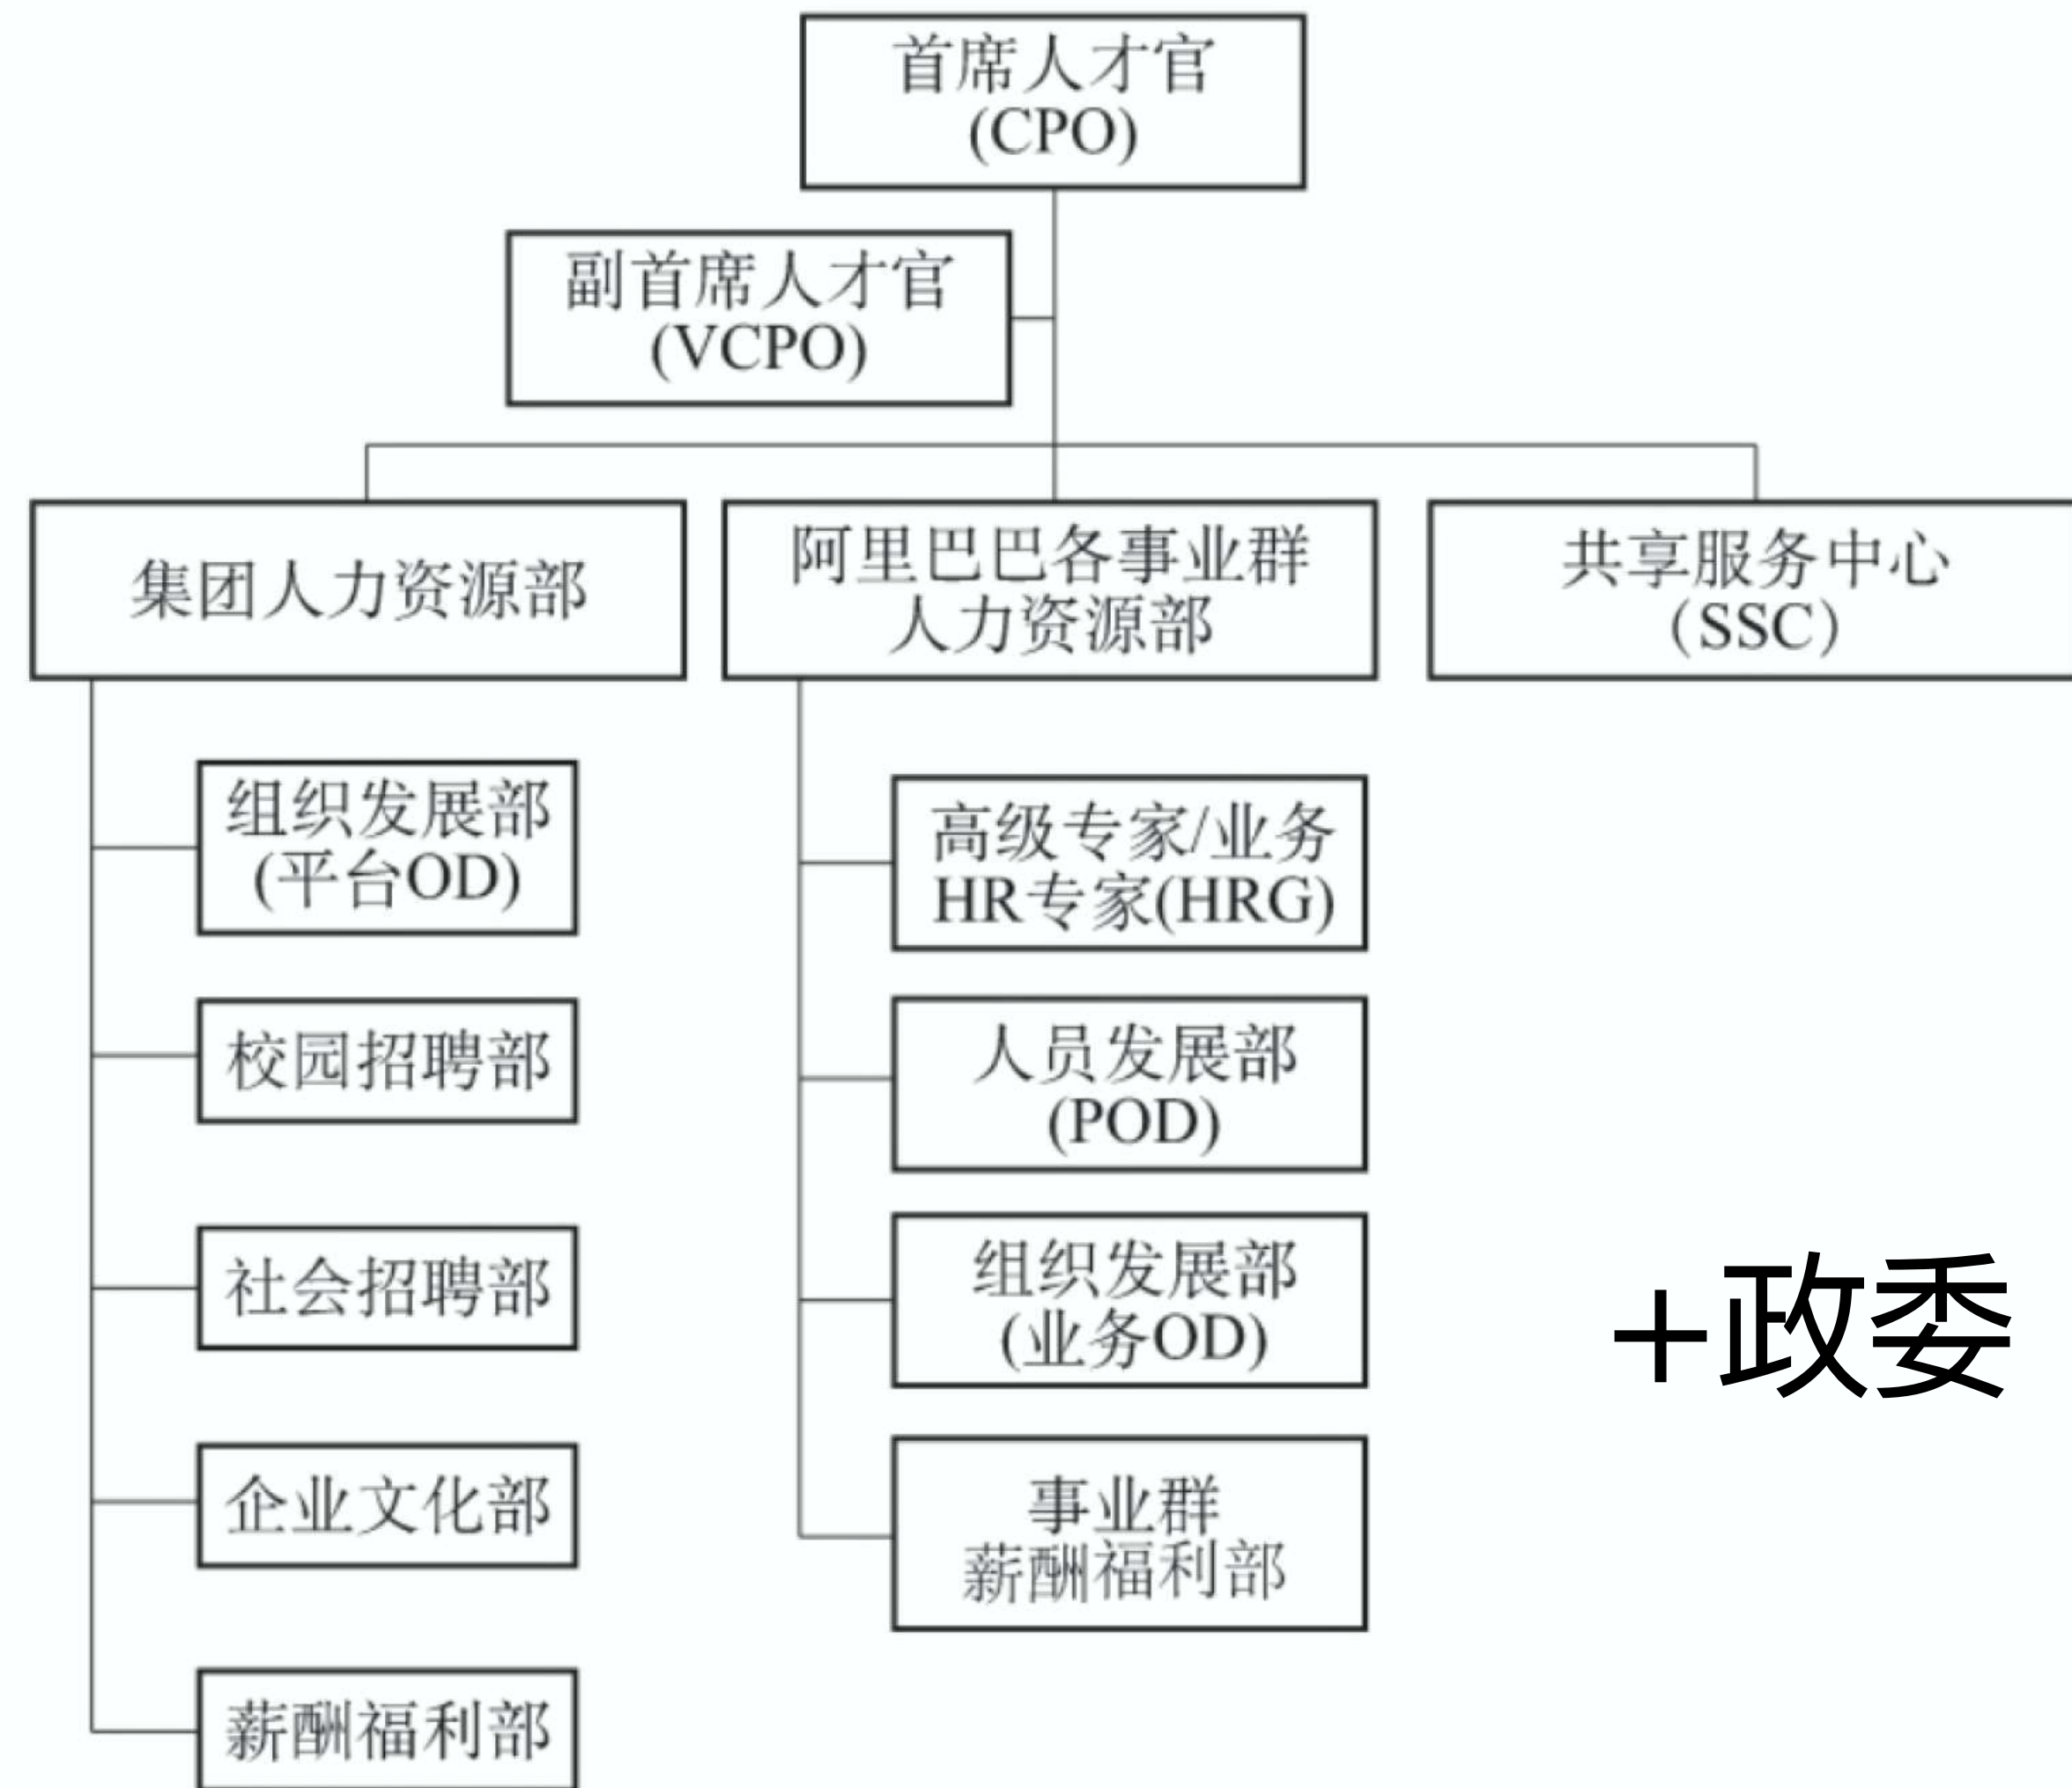 首席人才官
(CPO)
副首席人才官
(VCPO)
集团人力资源部
阿里巴巴各事业群
人力资源部
共享服务中心
（SSC）
组织发展部
(平台OD)
校园招聘部
社会招聘部
企业文化部
薪酬福利部
高级专家/业务
HR专家(HRG)
人员发展部
(POD)
组织发展部
(业务OD)
事业群
薪酬福利部
+政委